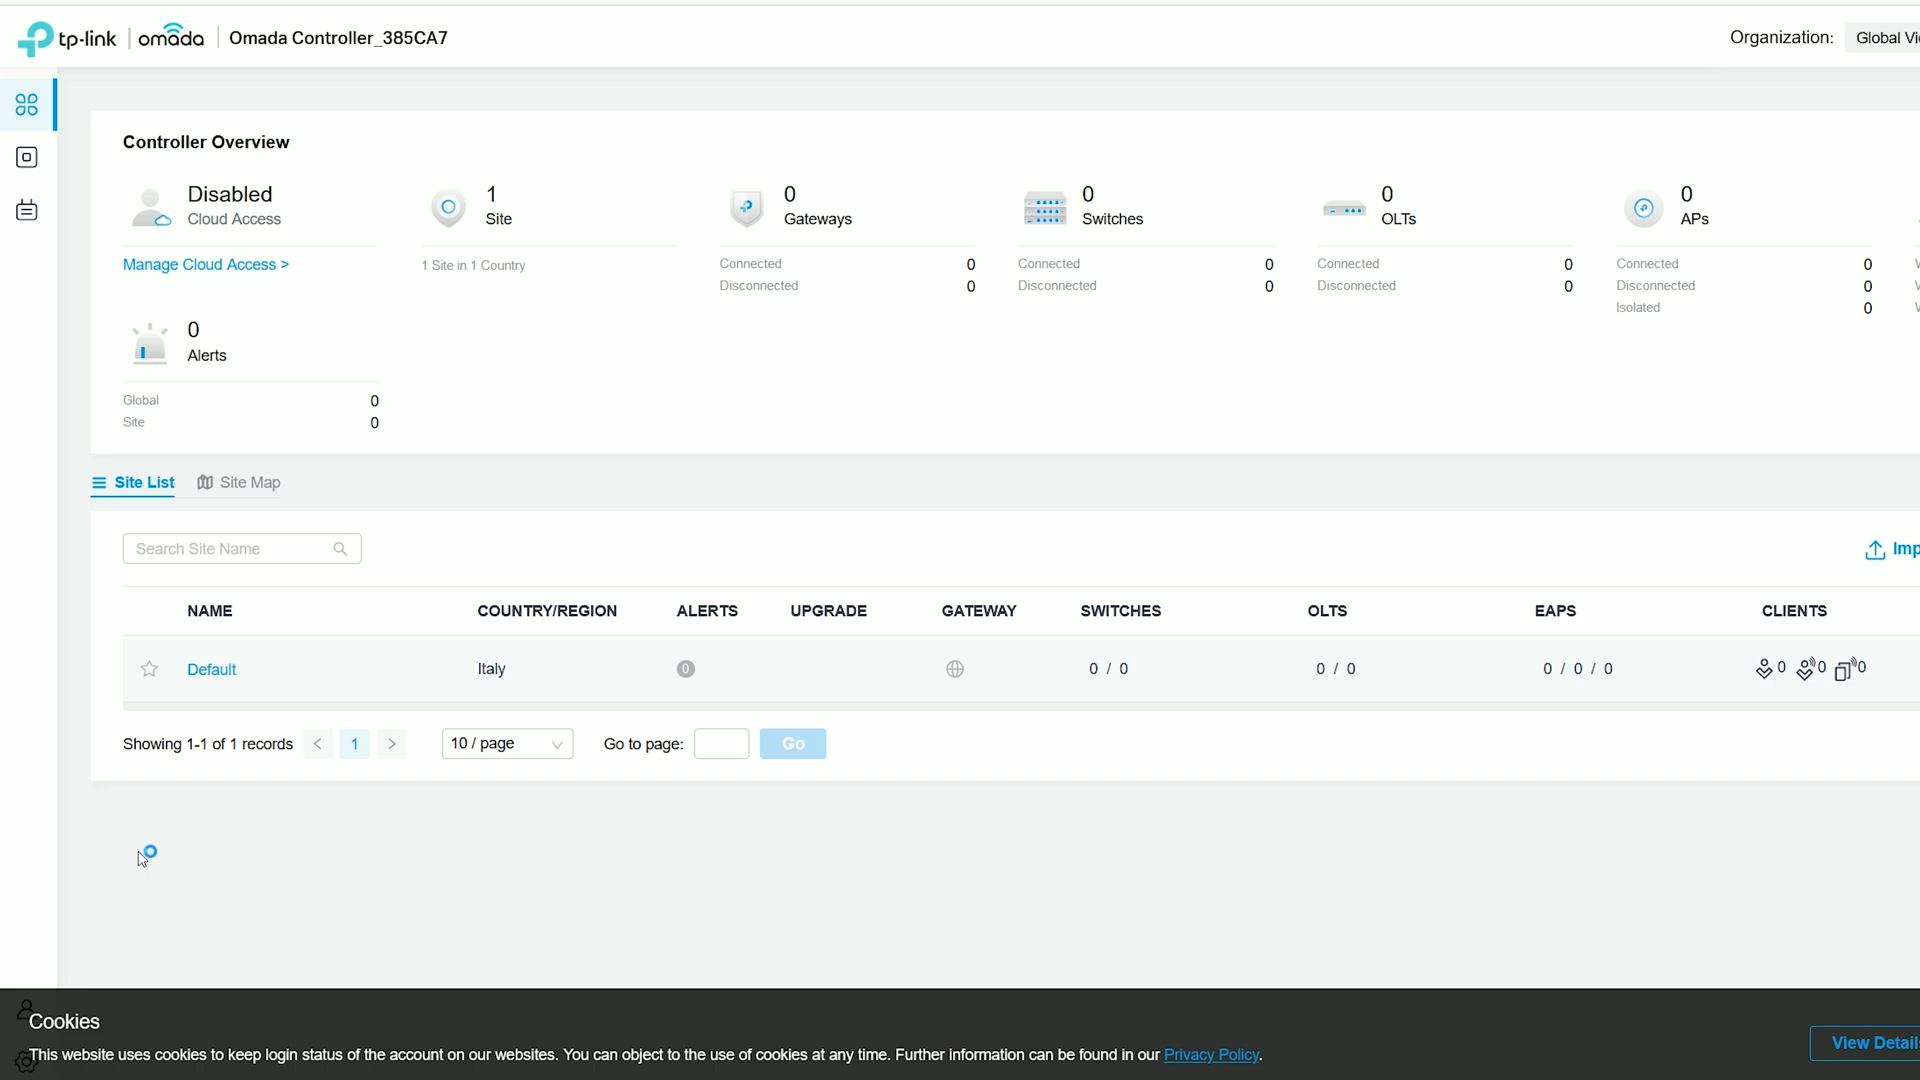 tp-link | omada | Omada Controller_385CA7
Organization: Global Vi
Controller Overview
Disabled
Cloud Access
Manage Cloud Access >
1
Site
1 Site in 1 Country
0
Gateways
Connected 0
Disconnected 0
0
Switches
Connected 0
Disconnected 0
0
OLTs
Connected 0
Disconnected 0
0
APs
Connected 0
Disconnected 0
Isolated 0
0
Alerts
Global 0
Site 0
Site List Site Map
Search Site Name
Imp
NAME COUNTRY/REGION ALERTS UPGRADE GATEWAY SWITCHES OLTS EAPS CLIENTS
Default Italy 0 0 / 0 0 / 0 0 / 0 / 0 0 0 0
Showing 1-1 of 1 records < 1 > 10 / page Go to page: Go
Cookies
This website uses cookies to keep login status of the account on our websites. You can object to the use of cookies at any time. Further information can be found in our Privacy Policy.
View Detail